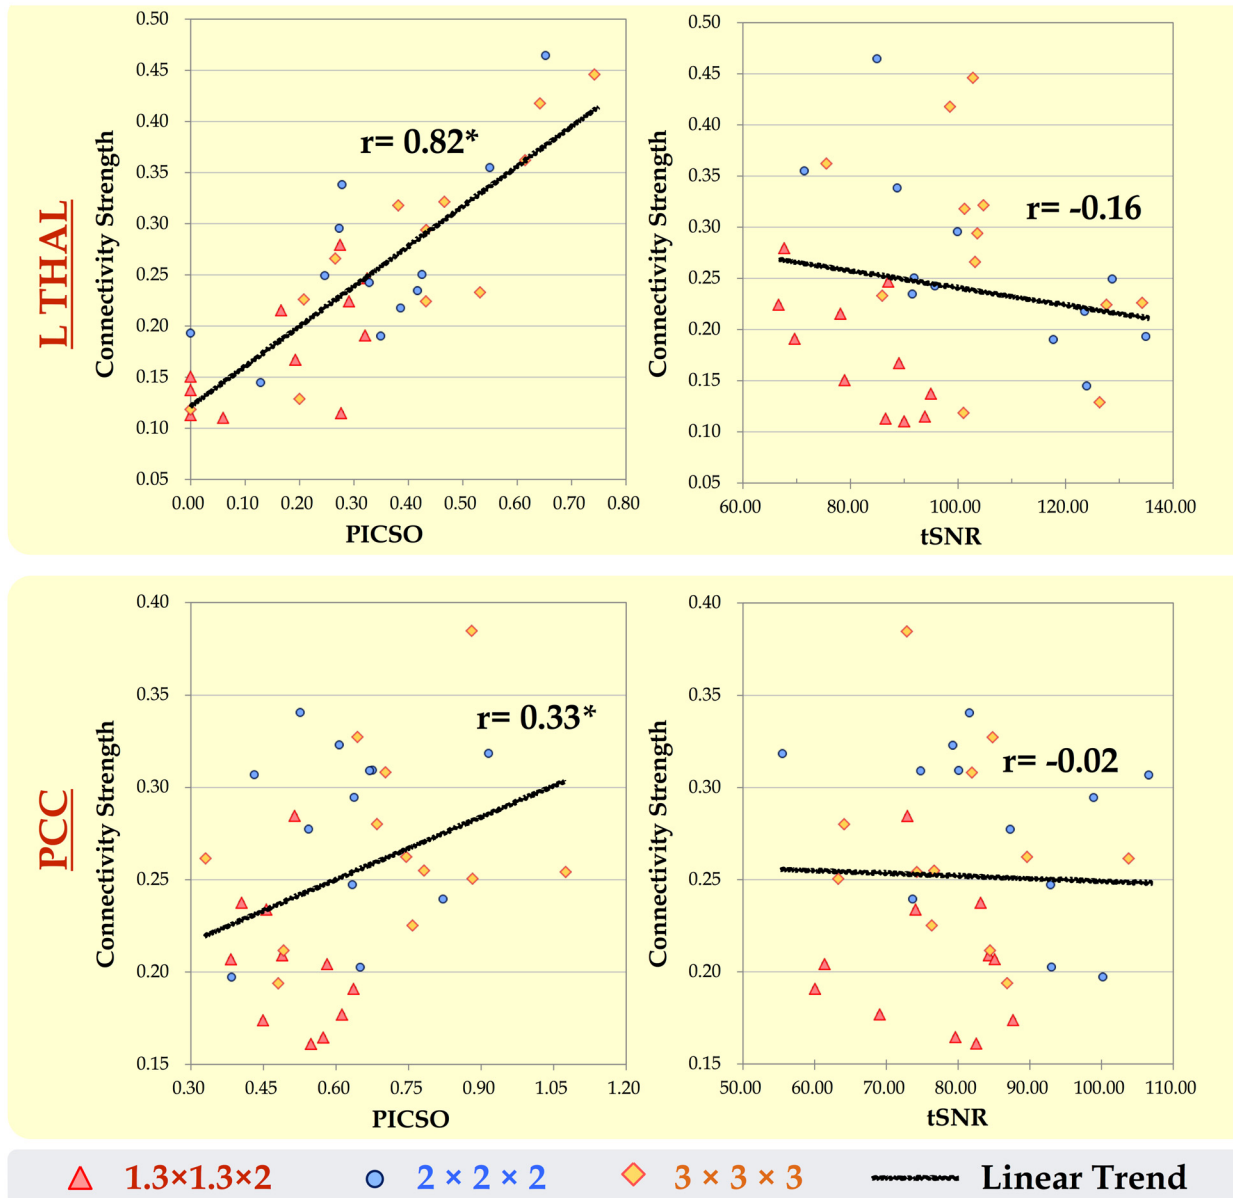 L THAL
Connectivity Strength
0.50
0.45
0.40
0.35
0.30
0.25
0.20
0.15
0.10
0.05
r= 0.82*
0.00 0.10 0.20 0.30 0.40 0.50 0.60 0.70 0.80
PICSO
Connectivity Strength
0.50
0.45
0.40
0.35
0.30
0.25
0.20
0.15
0.10
0.05
r= -0.16
60.00 80.00 100.00 120.00 140.00
tSNR
PCC
Connectivity Strength
0.40
0.35
0.30
0.25
0.20
0.15
r= 0.33*
0.30 0.45 0.60 0.75 0.90 1.05 1.20
PICSO
Connectivity Strength
0.40
0.35
0.30
0.25
0.20
0.15
r= -0.02
50.00 60.00 70.00 80.00 90.00 100.00 110.00
tSNR
1.3×1.3×2 2 × 2 × 2 3 × 3 × 3 Linear Trend